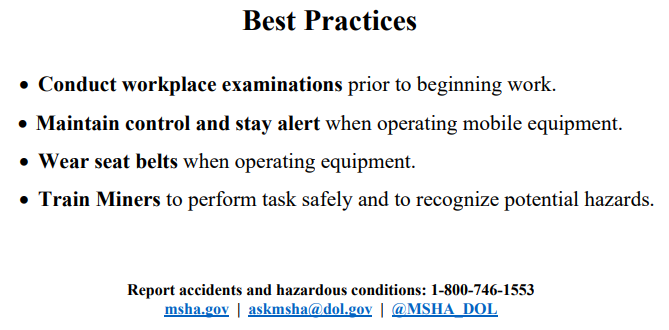 Best Practices
• Conduct workplace examinations prior to beginning work.
• Maintain control and stay alert when operating mobile equipment.
• Wear seat belts when operating equipment.
• Train Miners to perform task safely and to recognize potential hazards.
Report accidents and hazardous conditions: 1-800-746-1553
msha.gov | askmsha@dol.gov | @MSHA_DOL